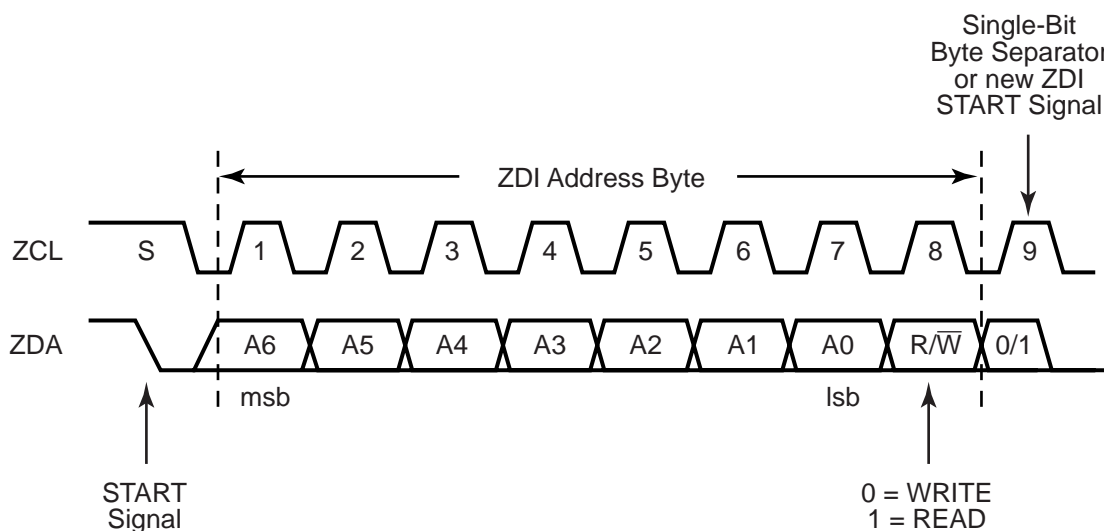 Single-Bit
Byte Separator
or new ZDI
START Signal
ZDI Address Byte
ZCL S 1 2 3 4 5 6 7 8 9
ZDA A6 A5 A4 A3 A2 A1 A0 R/W̅ 0/1
msb lsb
START
Signal
0 = WRITE
1 = READ